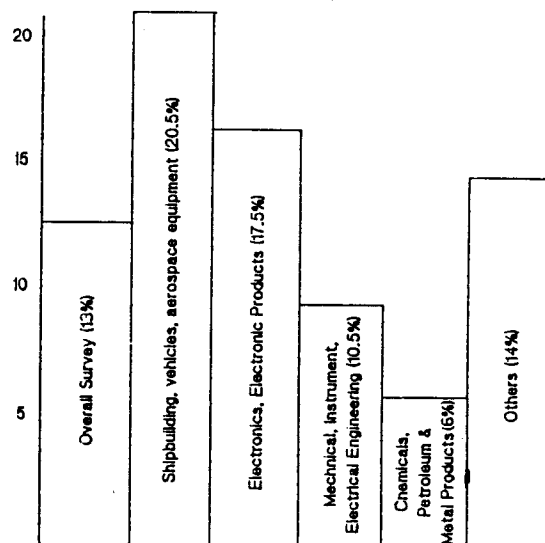 20
15
10
5
Overall Survey (13%)
Shipbuilding, vehicles, aerospace equipment (20.5%)
Electronics, Electronic Products (17.5%)
Mechnical, Instrument,
Electrical Engineering (10.5%)
Chemicals,
Petroleum &
Metal Products (6%)
Others (14%)